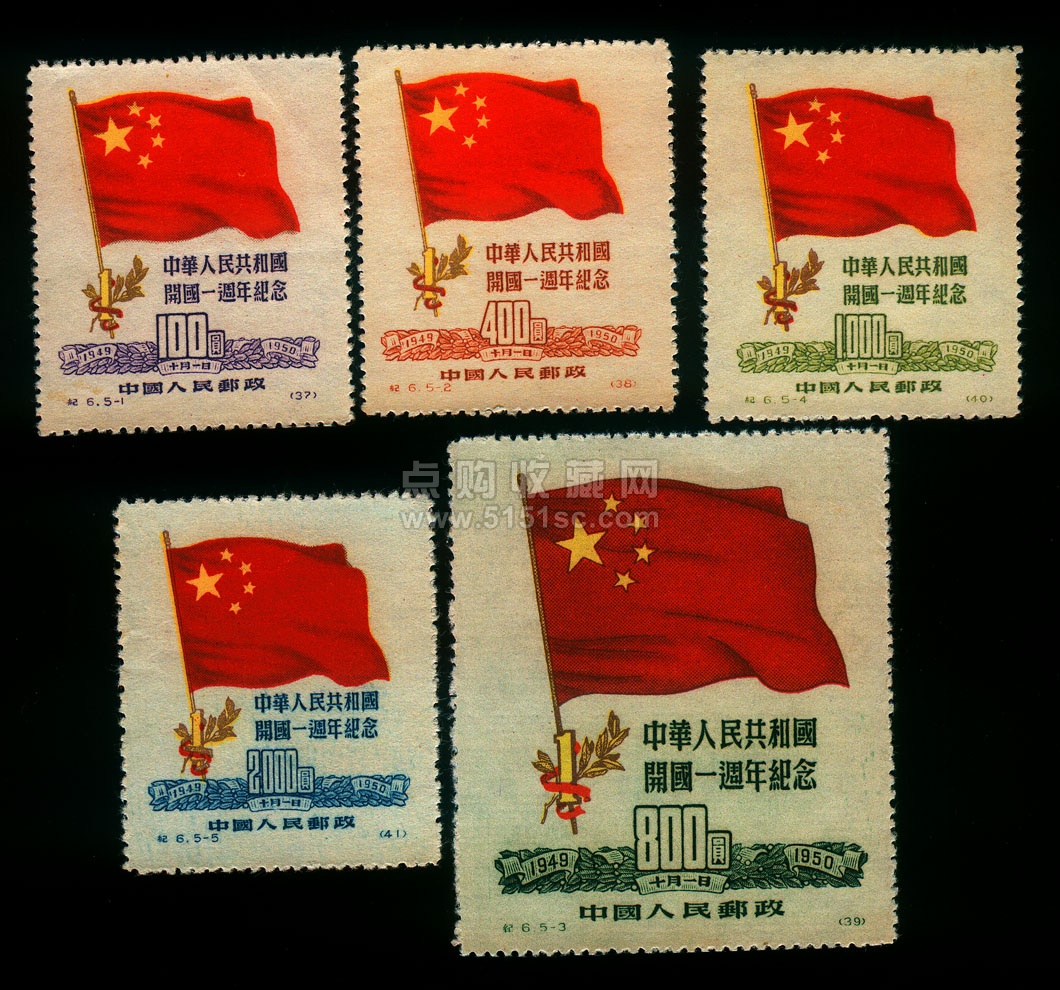 中華人民共和國
開國一週年紀念
100圓
1949 十月一日 1950
中國人民郵政
紀 6.5-1 (37)
中華人民共和國
開國一週年紀念
400圓
1949 十月一日 1950
中國人民郵政
紀 6.5-2 (38)
中華人民共和國
開國一週年紀念
1000圓
1949 十月一日 1950
中國人民郵政
紀 6.5-4 (40)
点购收藏网
www.5151sc.com
中華人民共和國
開國一週年紀念
2000圓
1949 十月一日 1950
中國人民郵政
紀 6.5-5 (41)
中華人民共和國
開國一週年紀念
800圓
1949 十月一日 1950
中國人民郵政
紀 6.5-3 (39)